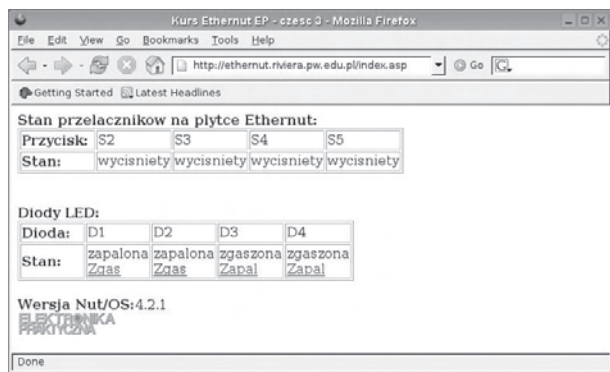 Kurs Ethernut EP - czesc 3 - Mozilla Firefox
File Edit View Go Bookmarks Tools Help
http://ethernut.riviera.pw.edu.pl/index.asp Go
Getting Started Latest Headlines
Stan przelacznikow na plytce Ethernut:
Przycisk: S2 S3 S4 S5
Stan: wycisniety wycisniety wycisniety wycisniety
Diody LED:
Dioda: D1 D2 D3 D4
Stan: zapalona zapalona zgaszona zgaszona
Zgas Zgas Zapal Zapal
Wersja Nut/OS:4.2.1
ELEKTRONIKA
PRAKTYCZNA
Done